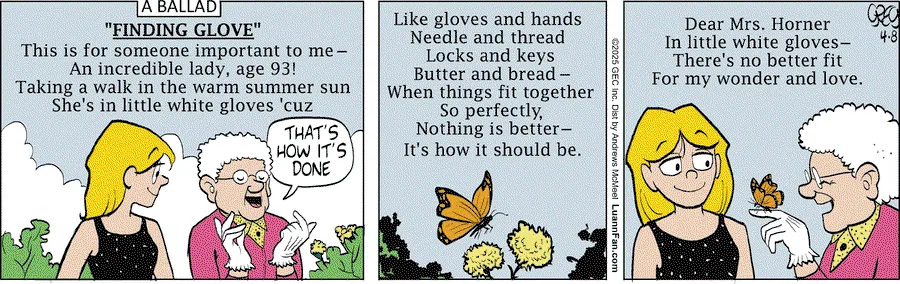 A BALLAD
"FINDING GLOVE"
This is for someone important to me–
An incredible lady, age 93!
Taking a walk in the warm summer sun
She's in little white gloves 'cuz
THAT'S
HOW IT'S
DONE
Like gloves and hands
Needle and thread
Locks and keys
Butter and bread –
When things fit together
So perfectly,
Nothing is better–
It's how it should be.
©2025 GEC Inc. Dist by Andrews McMeel LuannFan.com
Dear Mrs. Horner
In little white gloves–
There's no better fit
For my wonder and love.
GREG
4-8